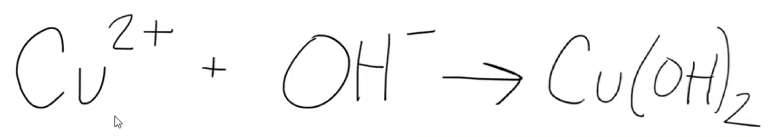 Cu²⁺ + OH⁻ → Cu(OH)₂